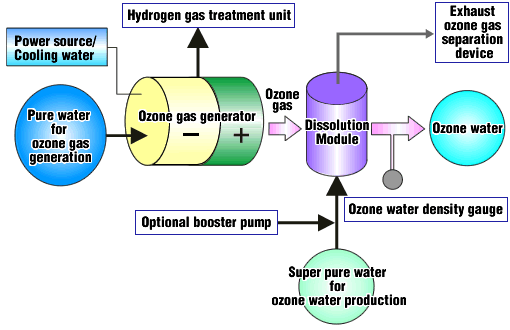 Hydrogen gas treatment unit
Exhaust
ozone gas
separation
device
Power source/
Cooling water
Pure water
for
ozone gas
generation
Ozone gas generator
−
+
Ozone
gas
Dissolution
Module
Ozone water
Optional booster pump
Ozone water density gauge
Super pure water
for
ozone water production